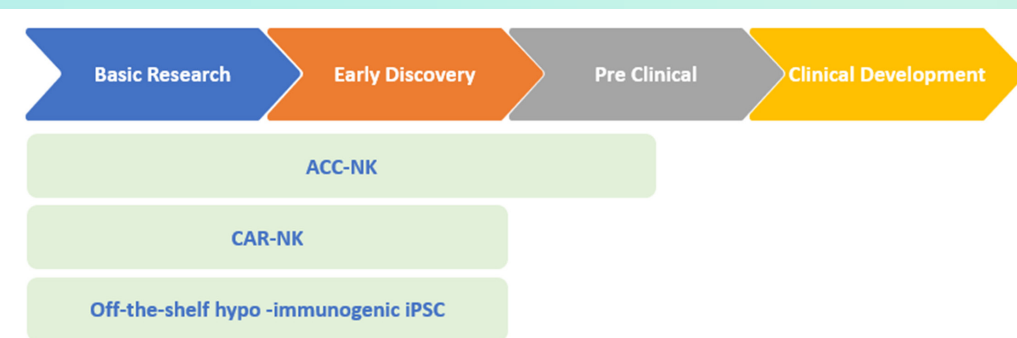 Basic Research
Early Discovery
Pre Clinical
Clinical Development
ACC-NK
CAR-NK
Off-the-shelf hypo -immunogenic iPSC